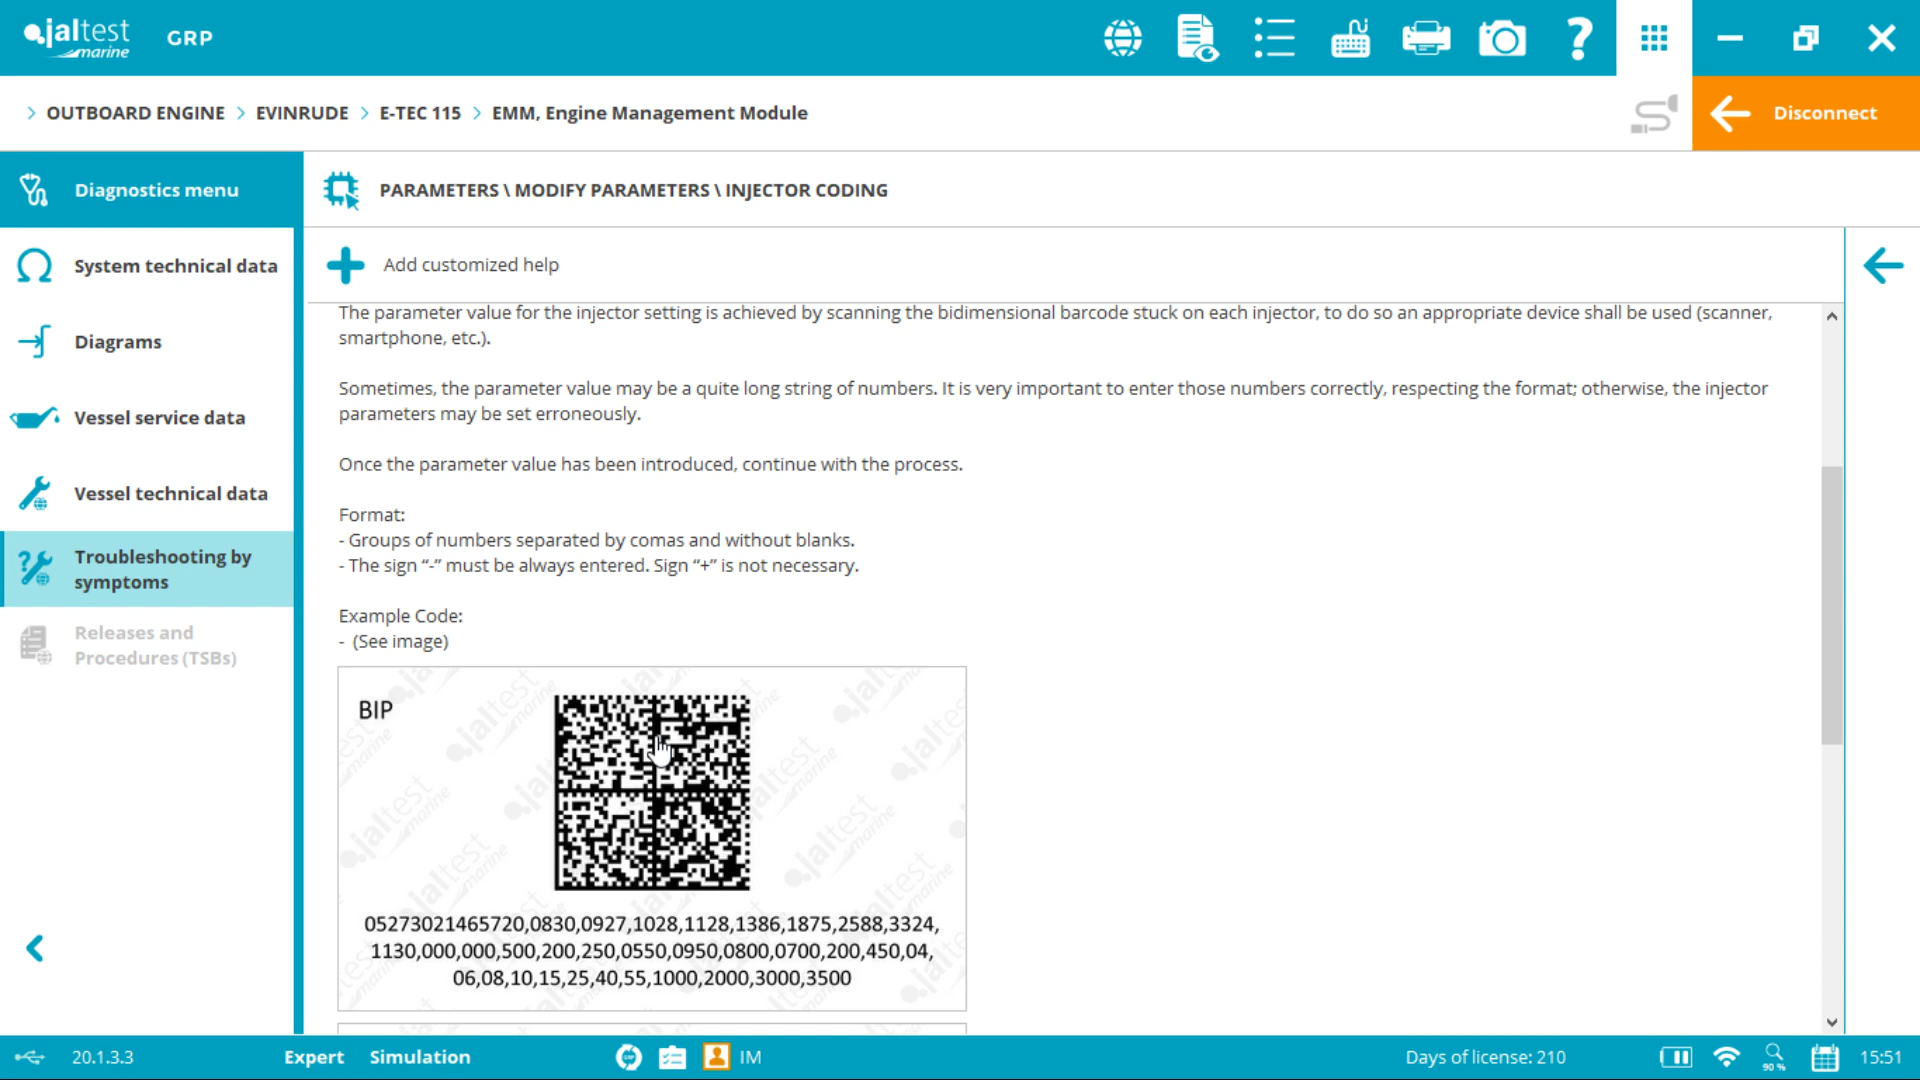 jaltest
marine
GRP
> OUTBOARD ENGINE > EVINRUDE > E-TEC 115 > EMM, Engine Management Module
Disconnect
Diagnostics menu
System technical data
Diagrams
Vessel service data
Vessel technical data
Troubleshooting by
symptoms
Releases and
Procedures (TSBs)
PARAMETERS \ MODIFY PARAMETERS \ INJECTOR CODING
Add customized help
The parameter value for the injector setting is achieved by scanning the bidimensional barcode stuck on each injector, to do so an appropriate device shall be used (scanner,
smartphone, etc.).
Sometimes, the parameter value may be a quite long string of numbers. It is very important to enter those numbers correctly, respecting the format; otherwise, the injector
parameters may be set erroneously.
Once the parameter value has been introduced, continue with the process.
Format:
- Groups of numbers separated by comas and without blanks.
- The sign “-” must be always entered. Sign “+” is not necessary.
Example Code:
- (See image)
BIP
05273021465720,0830,0927,1028,1128,1386,1875,2588,3324,
1130,000,000,500,200,250,0550,0950,0800,0700,200,450,04,
06,08,10,15,25,40,55,1000,2000,3000,3500
20.1.3.3
Expert
Simulation
IM
Days of license: 210
90 %
15:51